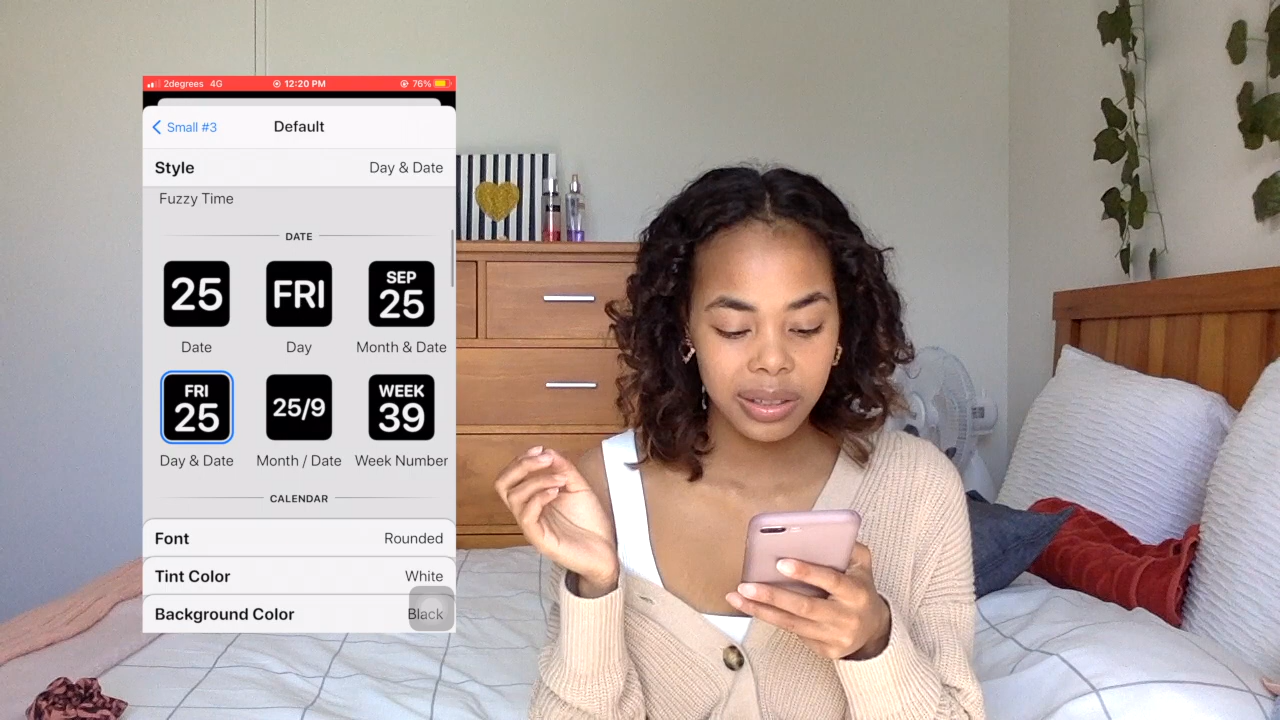 2degrees 4G 12:20 PM 76%
Small #3 Default
Style Day & Date
Fuzzy Time
DATE
25 FRI SEP
25
Date Day Month & Date
FRI
25 25/9 WEEK
39
Day & Date Month / Date Week Number
CALENDAR
Font Rounded
Tint Color White
Background Color Black